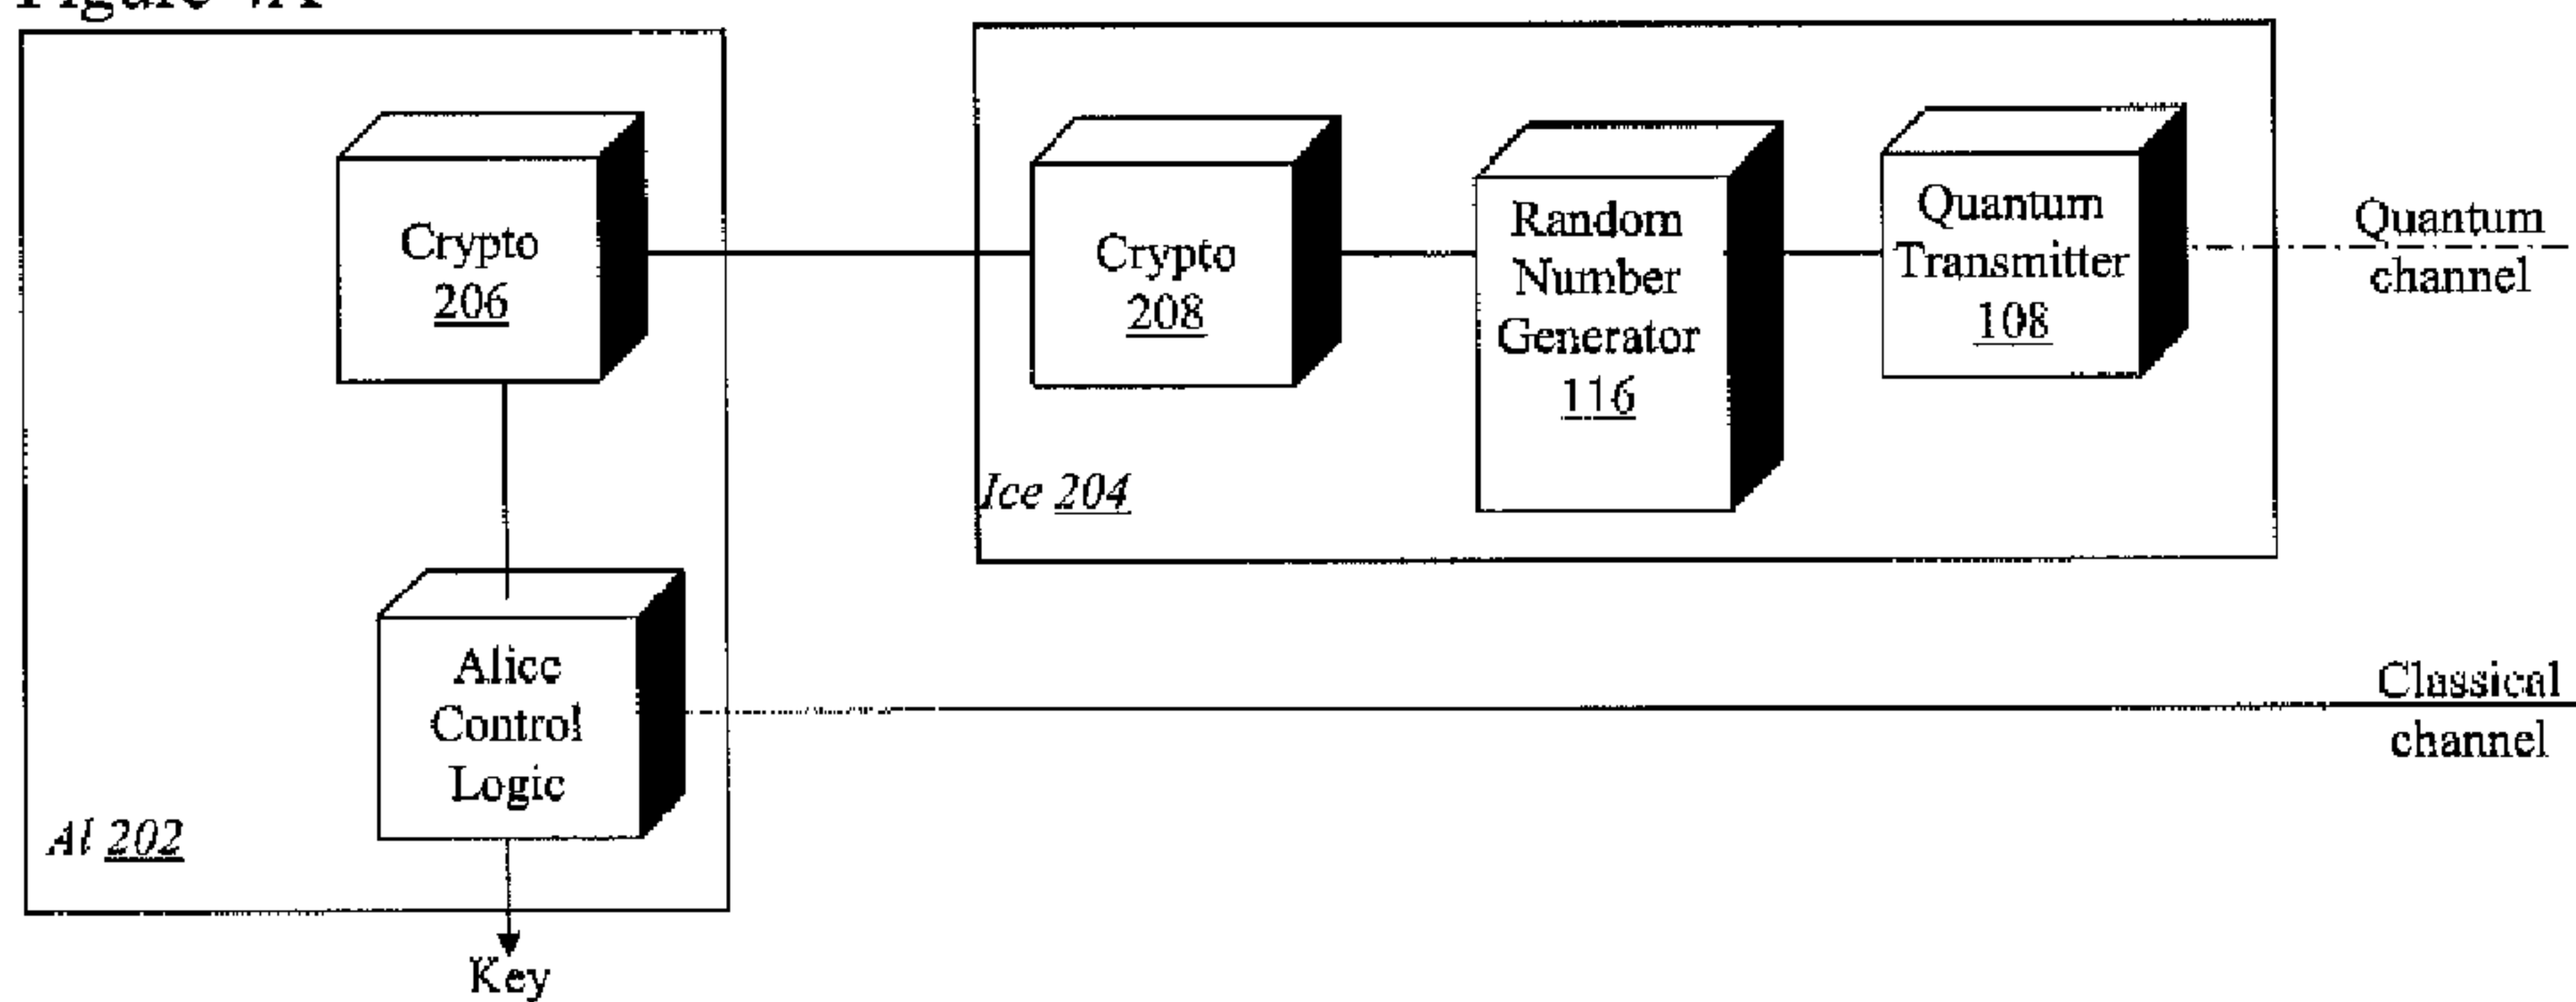 Crypto
206
Crypto
208
Random
Number
Generator
116
Quantum
Transmitter
108
Quantum
channel
Ice 204
Alice
Control
Logic
Classical
channel
Al 202
Key